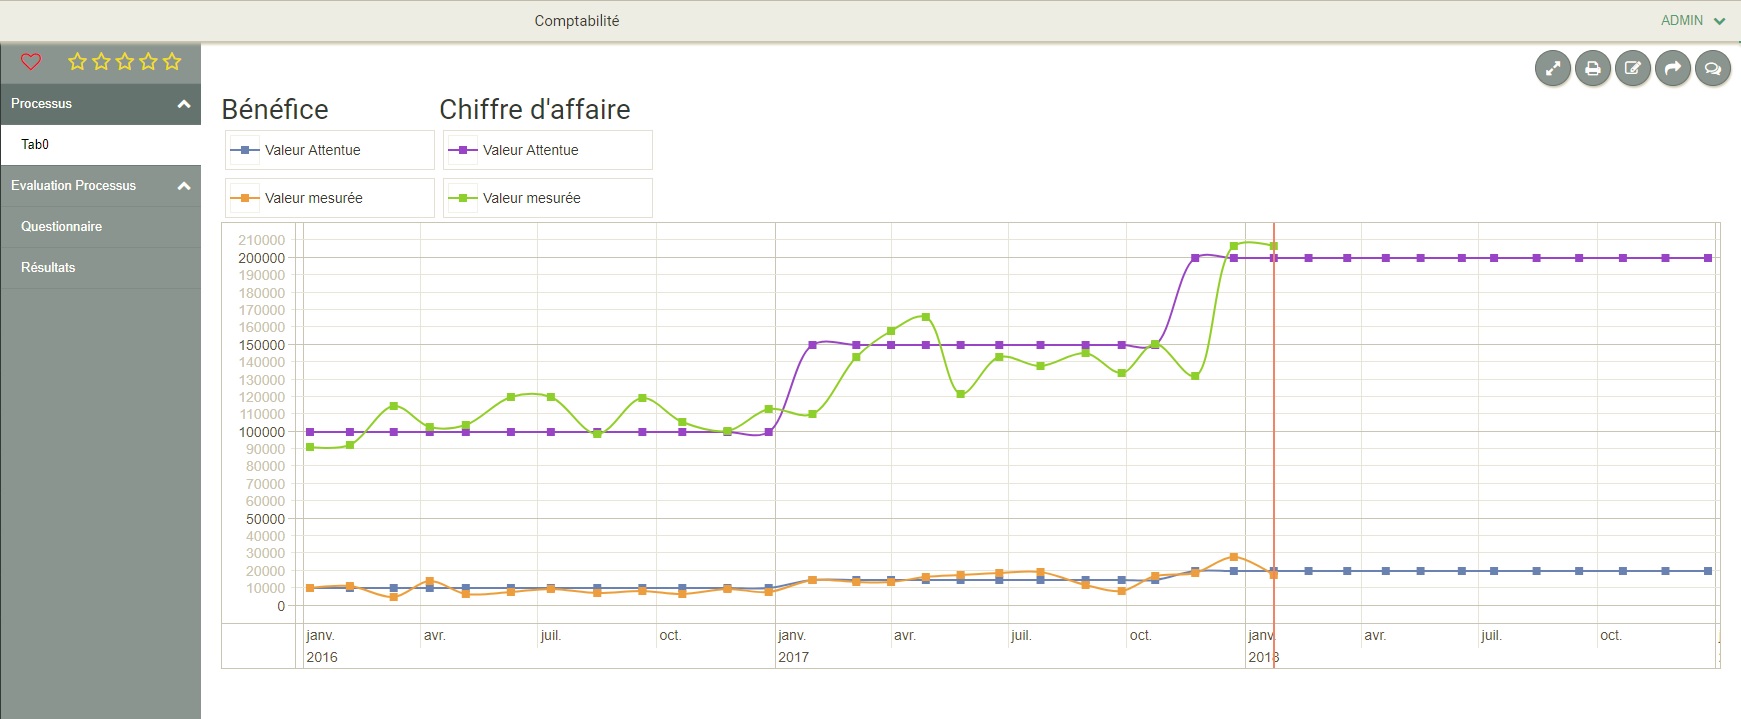 Comptabilité
ADMIN
Processus
Tab0
Evaluation Processus
Questionnaire
Résultats
Bénéfice
Chiffre d'affaire
Valeur Attentue
Valeur Attentue
Valeur mesurée
Valeur mesurée
210000
200000
190000
180000
170000
160000
150000
140000
130000
120000
110000
100000
90000
80000
70000
60000
50000
40000
30000
20000
10000
0
janv. avr. juil. oct. janv. avr. juil. oct. janv. avr. juil. oct.
2016 2017 2018